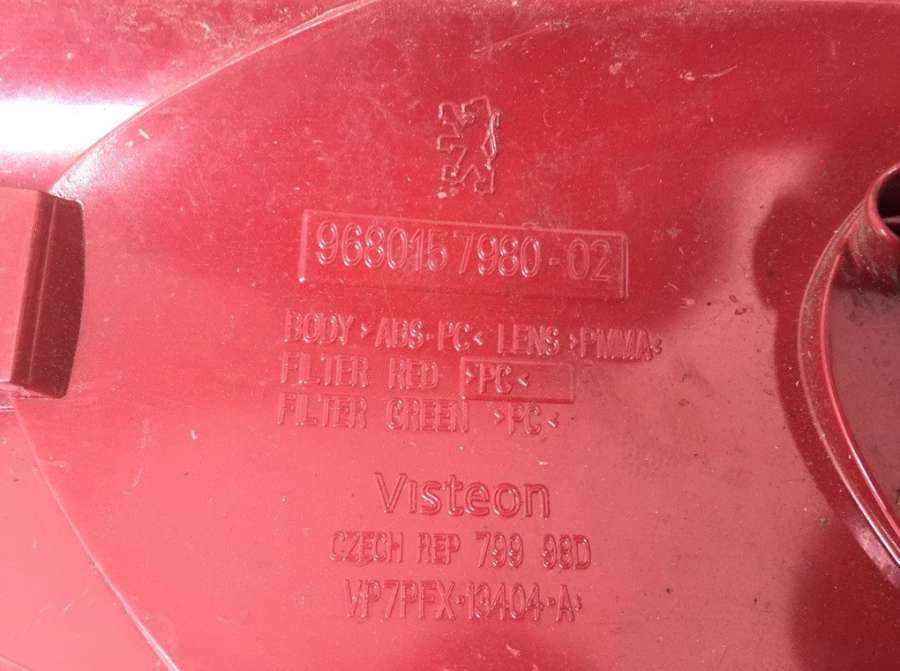 9680157980-02
BODY >ABS-PC< LENS >PMMA<
FILTER RED >PC<
FILTER GREEN >PC<
Visteon
CZECH REP 799 98D
VP7PFX-13404-A